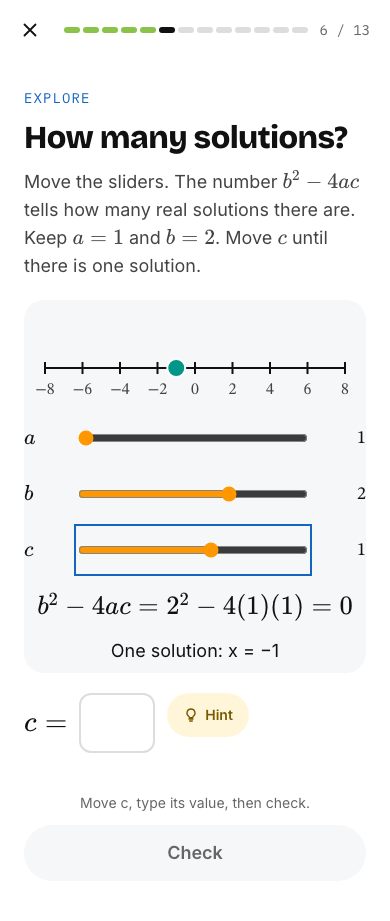 6 / 13
EXPLORE
How many solutions?
Move the sliders. The number b² − 4ac
tells how many real solutions there are.
Keep a = 1 and b = 2. Move c until
there is one solution.
−8 −6 −4 −2 0 2 4 6 8
a 1
b 2
c 1
b² − 4ac = 2² − 4(1)(1) = 0
One solution: x = −1
c =
Hint
Move c, type its value, then check.
Check